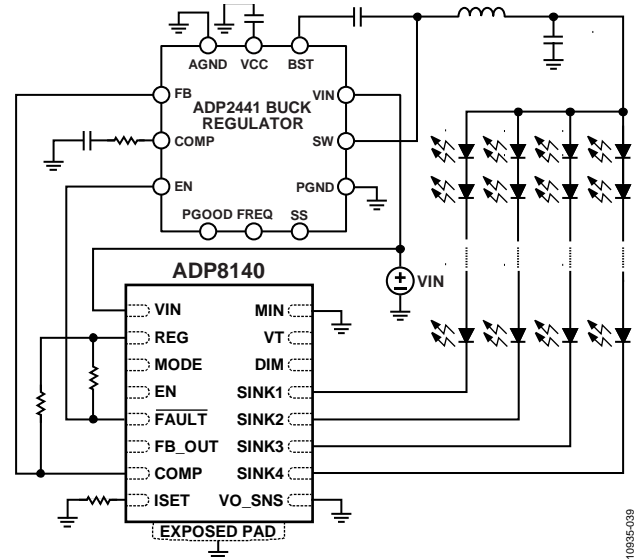 AGND VCC BST
FB
ADP2441 BUCK
REGULATOR
VIN
COMP
SW
EN
PGND
PGOOD FREQ SS
ADP8140
VIN
VIN MIN
REG VT
MODE DIM
EN SINK1
FAULT SINK2
FB_OUT SINK3
COMP SINK4
ISET VO_SNS
EXPOSED PAD
10935-039